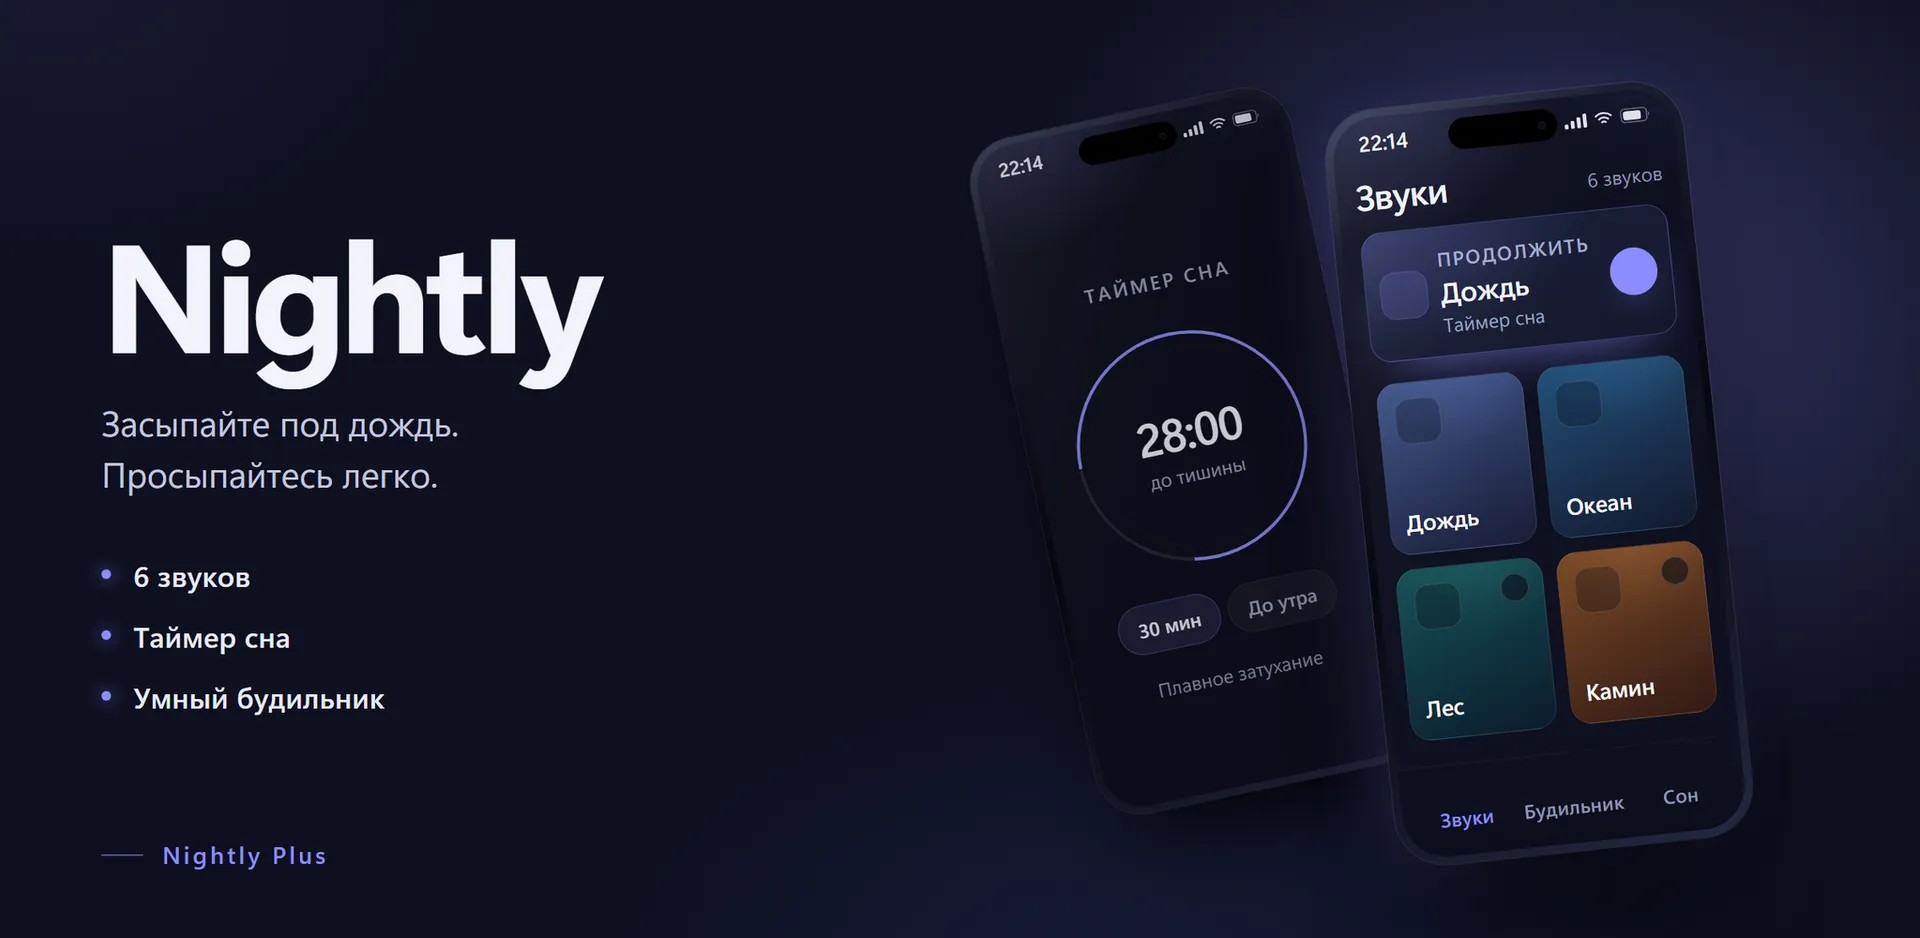 Nightly
Засыпайте под дождь.
Просыпайтесь легко.
6 звуков
Таймер сна
Умный будильник
Nightly Plus
22:14
ТАЙМЕР СНА
28:00
до тишины
30 мин
До утра
Плавное затухание
22:14
Звуки
6 звуков
ПРОДОЛЖИТЬ
Дождь
Таймер сна
Дождь
Океан
Лес
Камин
Звуки
Будильник
Сон